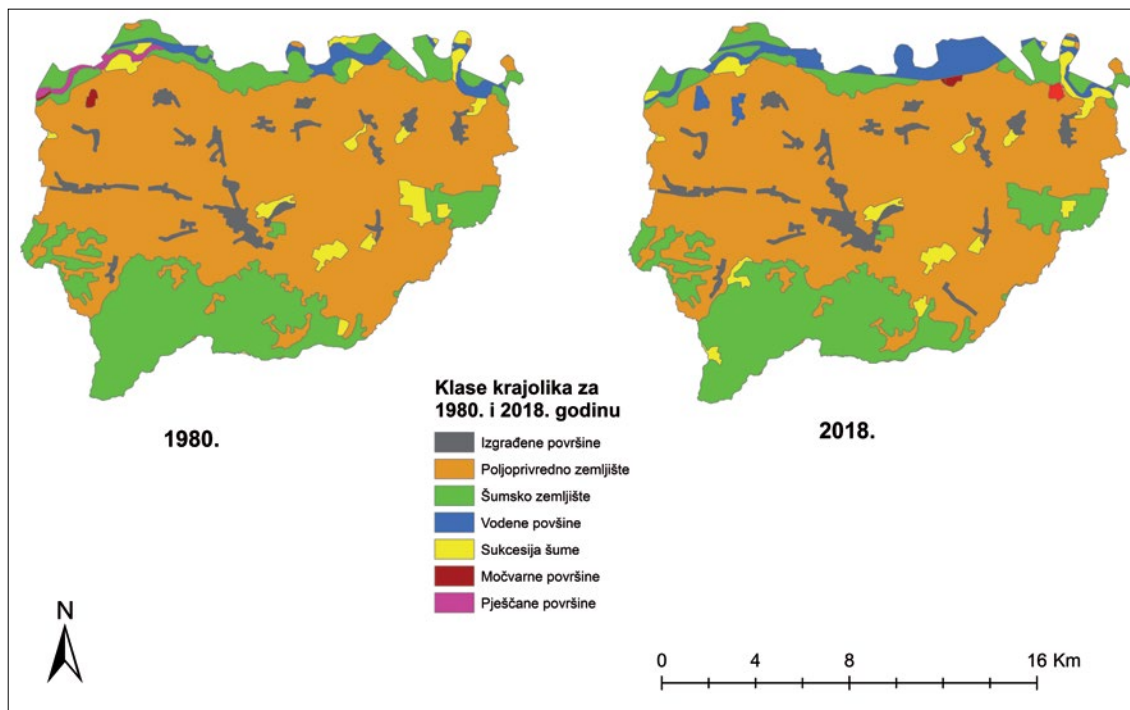 1980.
2018.
Klase krajolika za
1980. i 2018. godinu
Izgrađene površine
Poljoprivredno zemljište
Šumsko zemljište
Vodene povšine
Sukcesija šume
Močvarne površine
Pješčane površine
N
0 4 8 16 Km